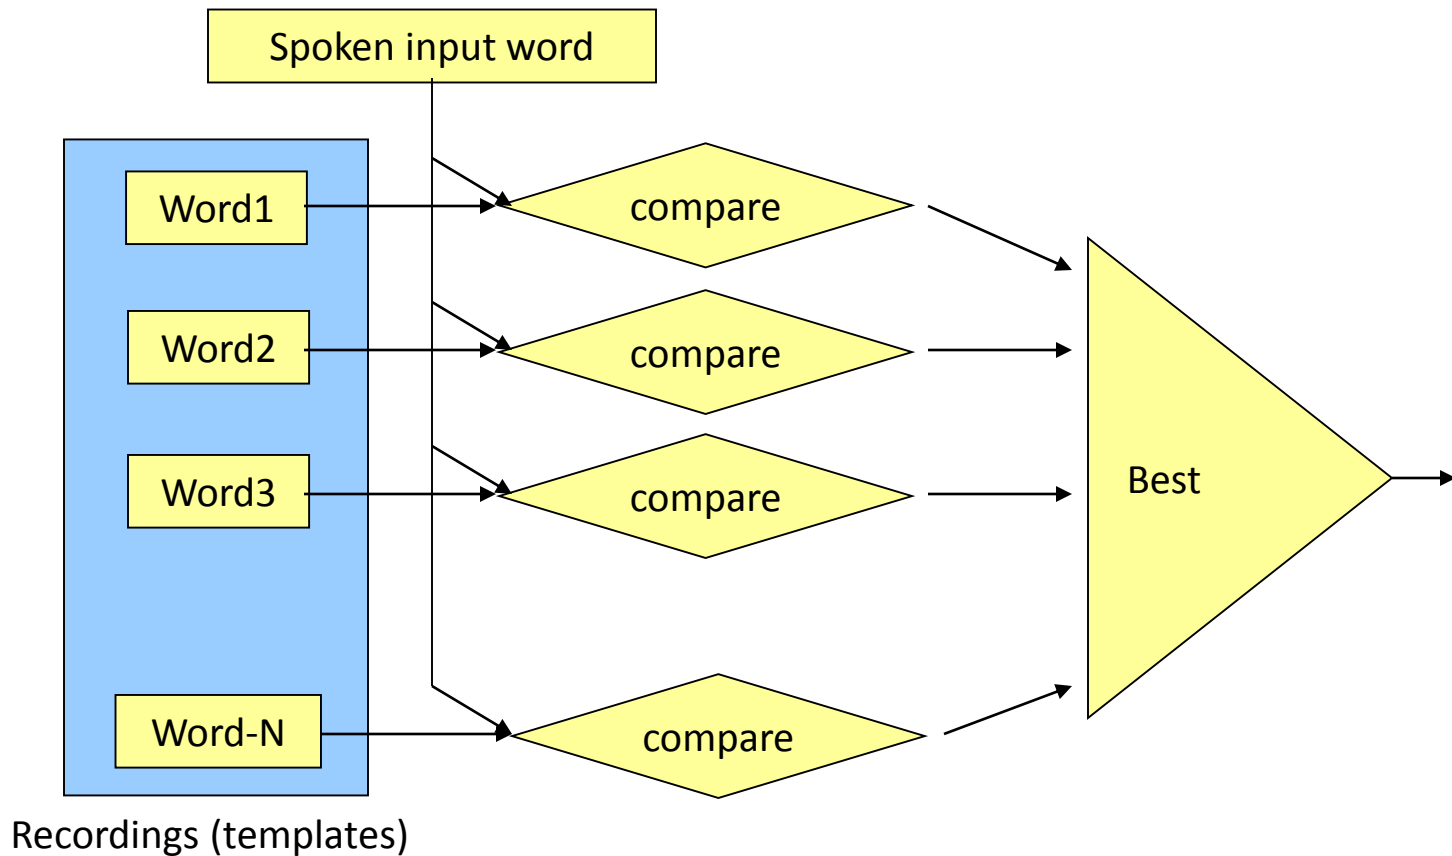 Spoken input word
Word1
compare
Word2
compare
Word3
compare
Best
Word-N
compare
Recordings (templates)